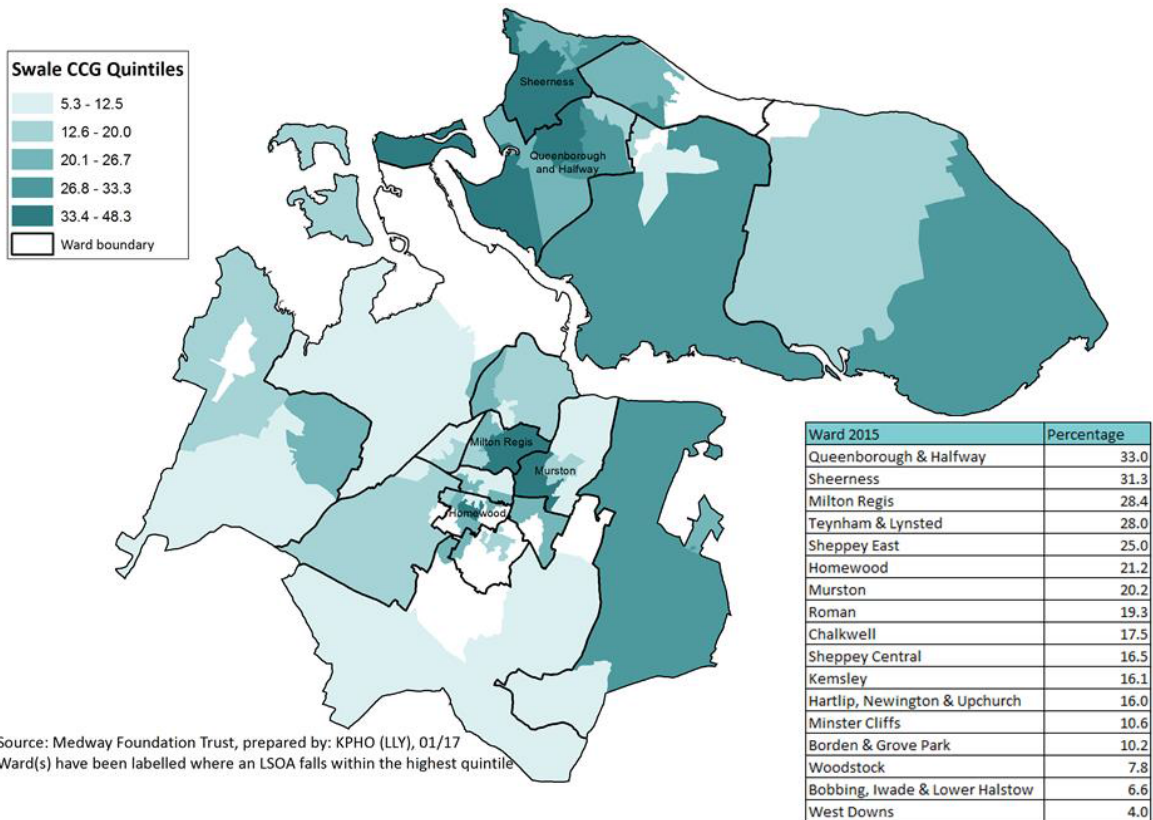 Swale CCG Quintiles
5.3 - 12.5
12.6 - 20.0
20.1 - 26.7
26.8 - 33.3
33.4 - 48.3
Ward boundary
Sheerness
Queenborough
and Halfway
Milton Regis
Murston
Homewood
Ward 2015 Percentage
Queenborough & Halfway 33.0
Sheerness 31.3
Milton Regis 28.4
Teynham & Lynsted 28.0
Sheppey East 25.0
Homewood 21.2
Murston 20.2
Roman 19.3
Chalkwell 17.5
Sheppey Central 16.5
Kemsley 16.1
Hartlip, Newington & Upchurch 16.0
Minster Cliffs 10.6
Borden & Grove Park 10.2
Woodstock 7.8
Bobbing, Iwade & Lower Halstow 6.6
West Downs 4.0
Source: Medway Foundation Trust, prepared by: KPHO (LLY), 01/17
Ward(s) have been labelled where an LSOA falls within the highest quintile